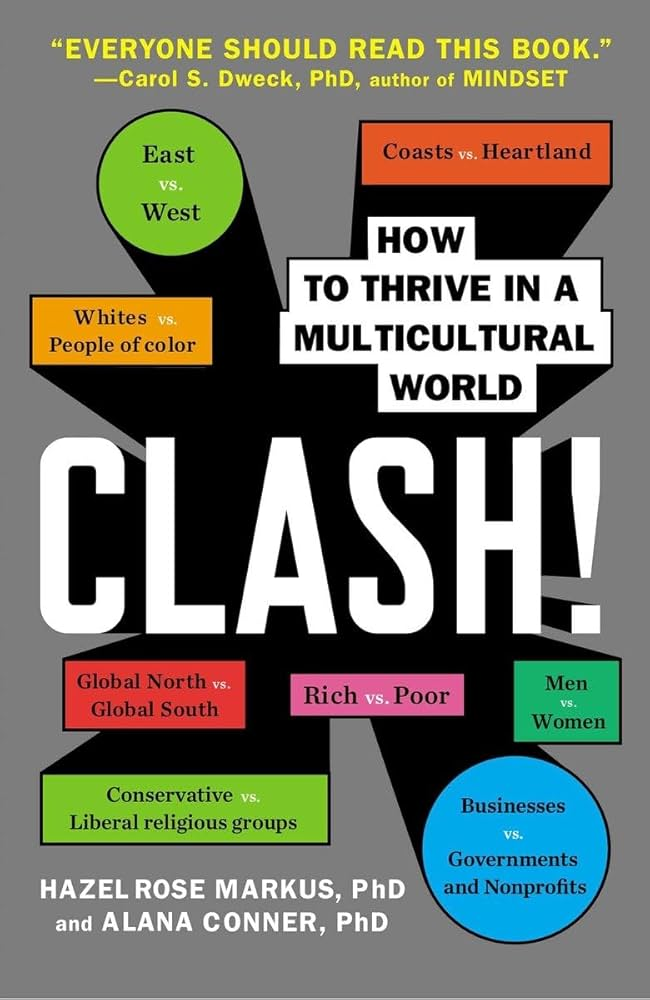 “EVERYONE SHOULD READ THIS BOOK.”
—Carol S. Dweck, PhD, author of MINDSET
East
vs.
West
Coasts vs. Heartland
HOW
TO THRIVE IN A
MULTICULTURAL
WORLD
Whites vs.
People of color
CLASH!
Global North vs.
Global South
Rich vs. Poor
Men
vs.
Women
Conservative vs.
Liberal religious groups
Businesses
vs.
Governments
and Nonprofits
HAZEL ROSE MARKUS, PhD
and ALANA CONNER, PhD